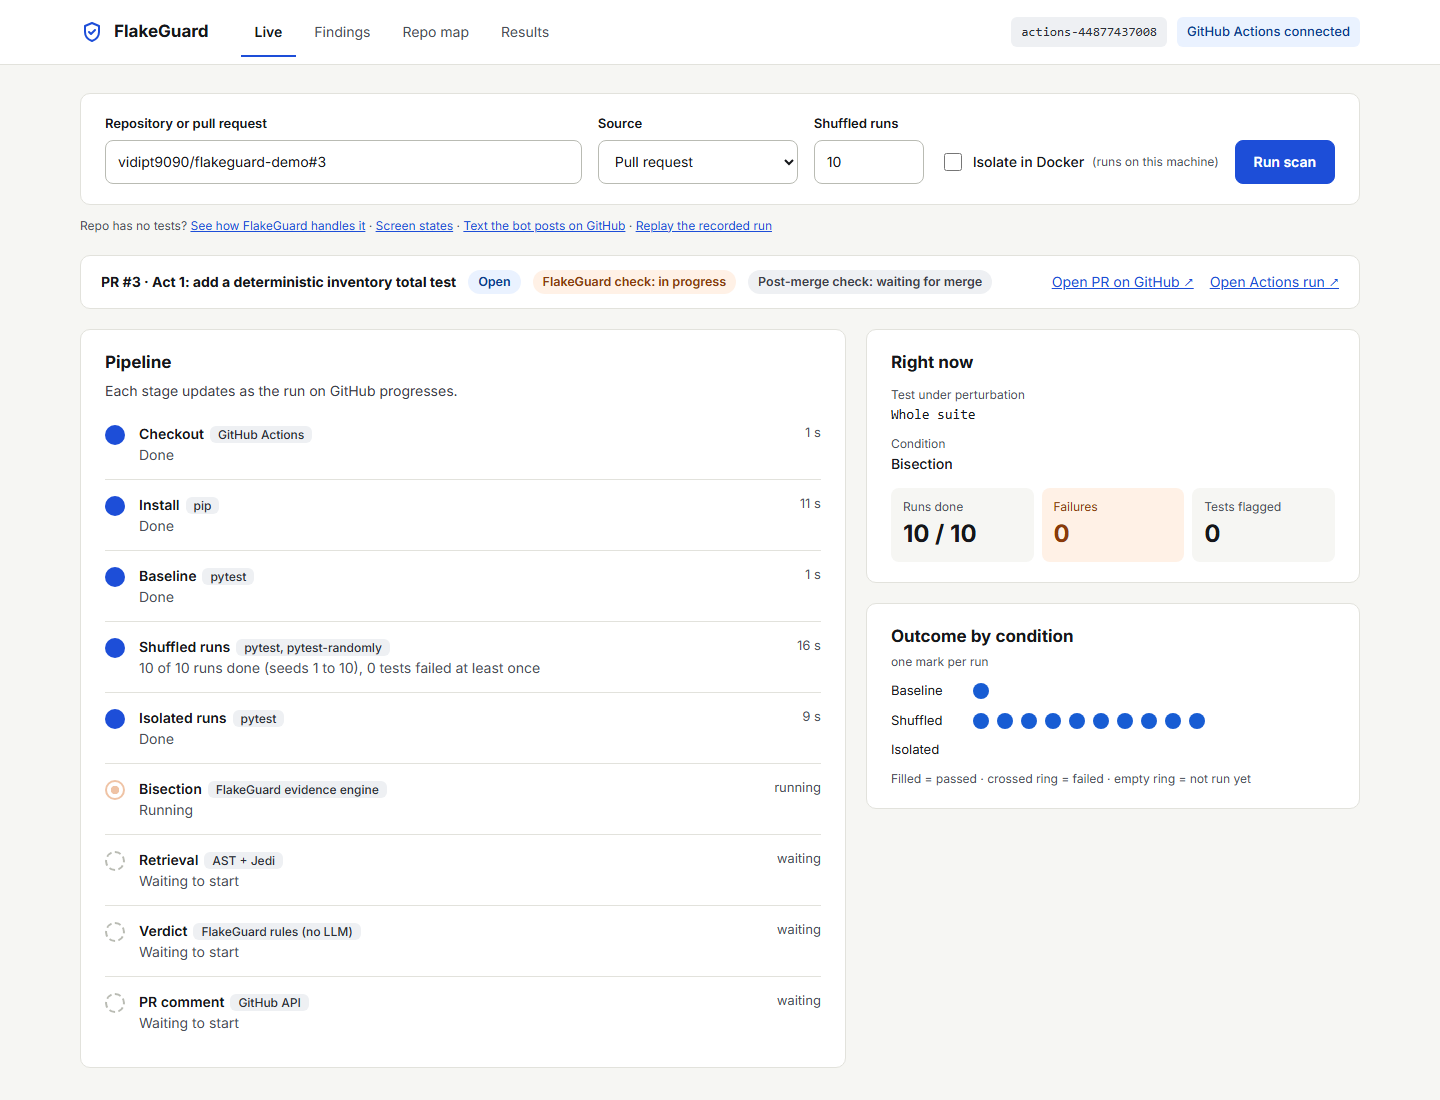 FlakeGuard
Live
Findings
Repo map
Results
actions-44877437008
GitHub Actions connected
Repository or pull request
Source
Shuffled runs
vidipt9090/flakeguard-demo#3
Pull request
10
Isolate in Docker (runs on this machine)
Run scan
Repo has no tests? See how FlakeGuard handles it · Screen states · Text the bot posts on GitHub · Replay the recorded run
PR #3 · Act 1: add a deterministic inventory total test
Open
FlakeGuard check: in progress
Post-merge check: waiting for merge
Open PR on GitHub ↗
Open Actions run ↗
Pipeline
Each stage updates as the run on GitHub progresses.
Checkout GitHub Actions 1 s
Done
Install pip 11 s
Done
Baseline pytest 1 s
Done
Shuffled runs pytest, pytest-randomly 16 s
10 of 10 runs done (seeds 1 to 10), 0 tests failed at least once
Isolated runs pytest 9 s
Done
Bisection FlakeGuard evidence engine running
Running
Retrieval AST + Jedi waiting
Waiting to start
Verdict FlakeGuard rules (no LLM) waiting
Waiting to start
PR comment GitHub API waiting
Waiting to start
Right now
Test under perturbation
Whole suite
Condition
Bisection
Runs done
10 / 10
Failures
0
Tests flagged
0
Outcome by condition
one mark per run
Baseline
Shuffled
Isolated
Filled = passed · crossed ring = failed · empty ring = not run yet